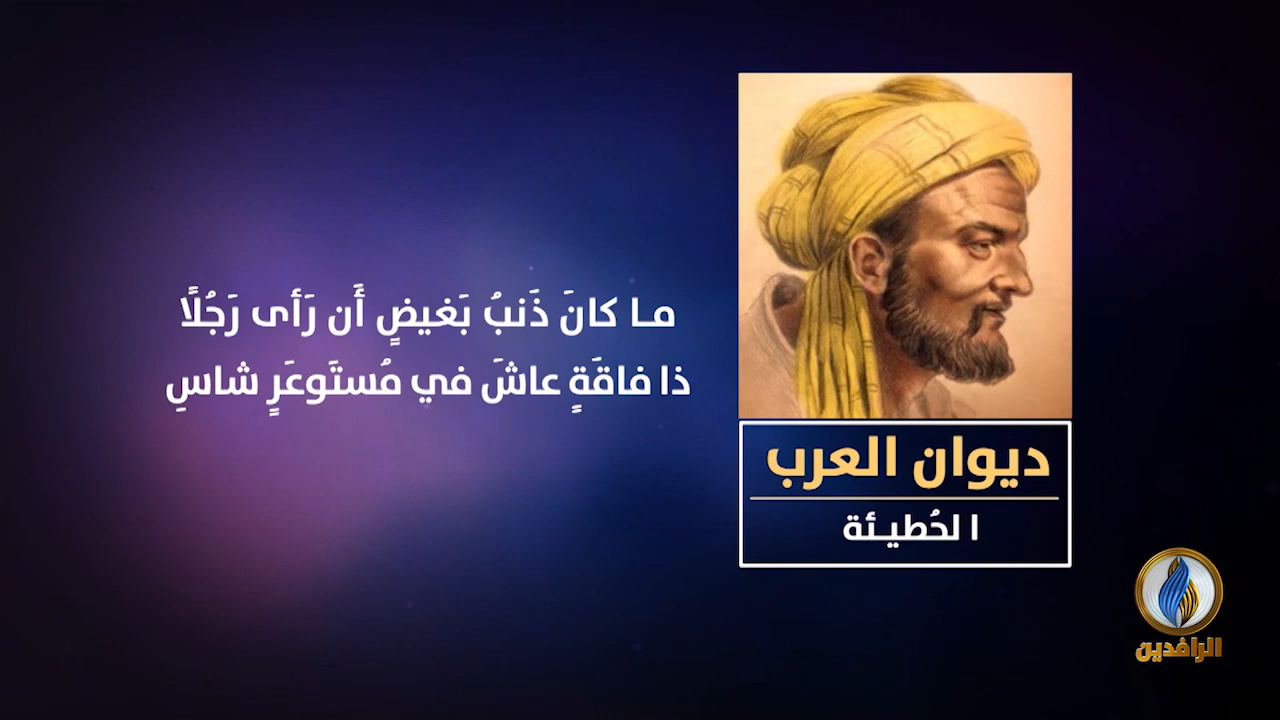 ما كانَ ذَنبُ بَغيضٍ أَن رَأى رَجُلًا
ذا فاقَةٍ عاشَ في مُستَوعَرٍ شاسِ
ديوان العرب
الحُطيئة
الرافدين